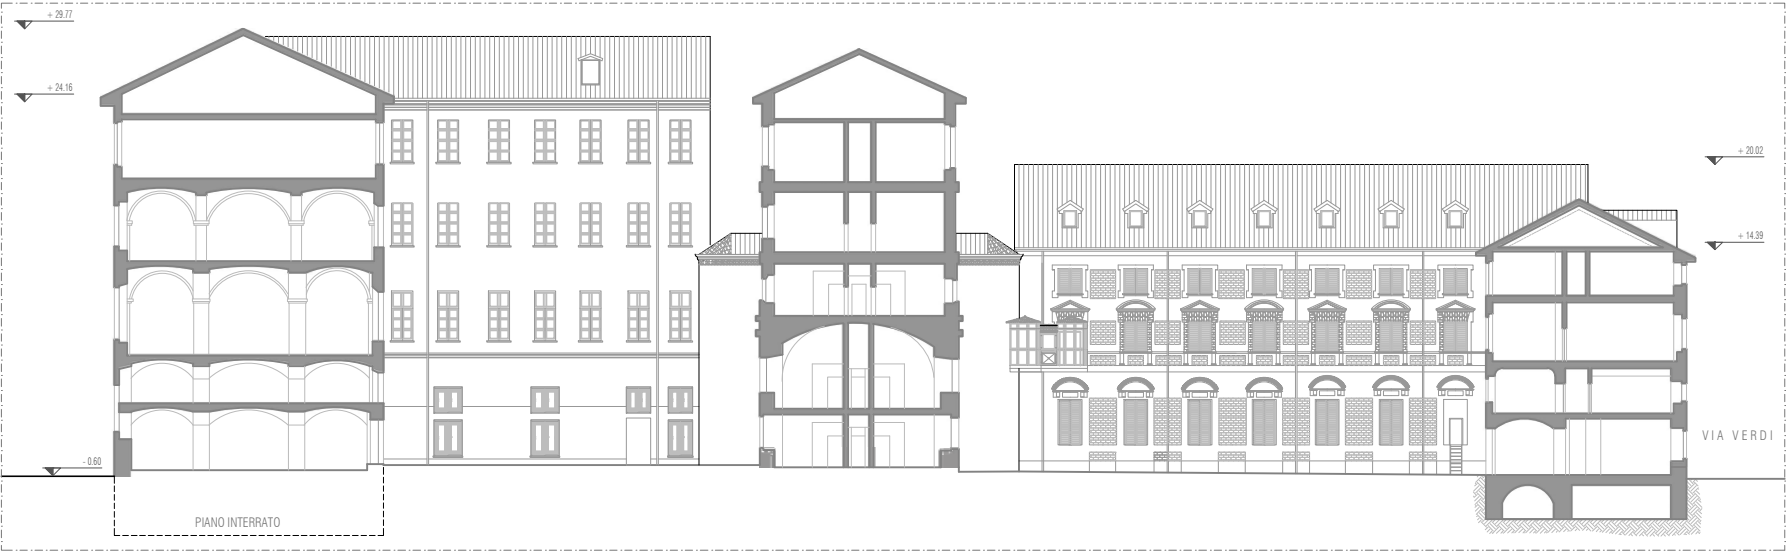 + 29.77
+ 24.16
+ 20.02
+ 14.39
VIA VERDI
- 0.60
PIANO INTERRATO